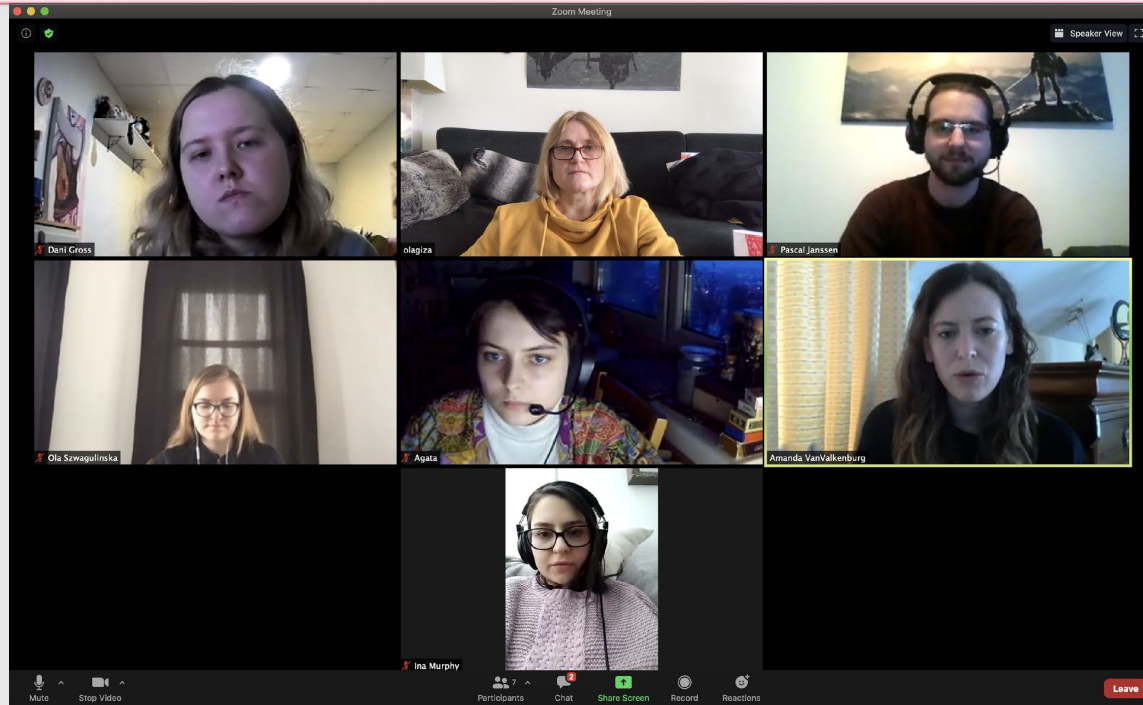 Zoom Meeting
Speaker View
Dani Gross
olagiza
Pascal Janssen
Ola Szwagulinska
Agata
Amanda VanValkenburg
Ina Murphy
Mute
Stop Video
7
Participants
2
Chat
Share Screen
Record
Reactions
Leave